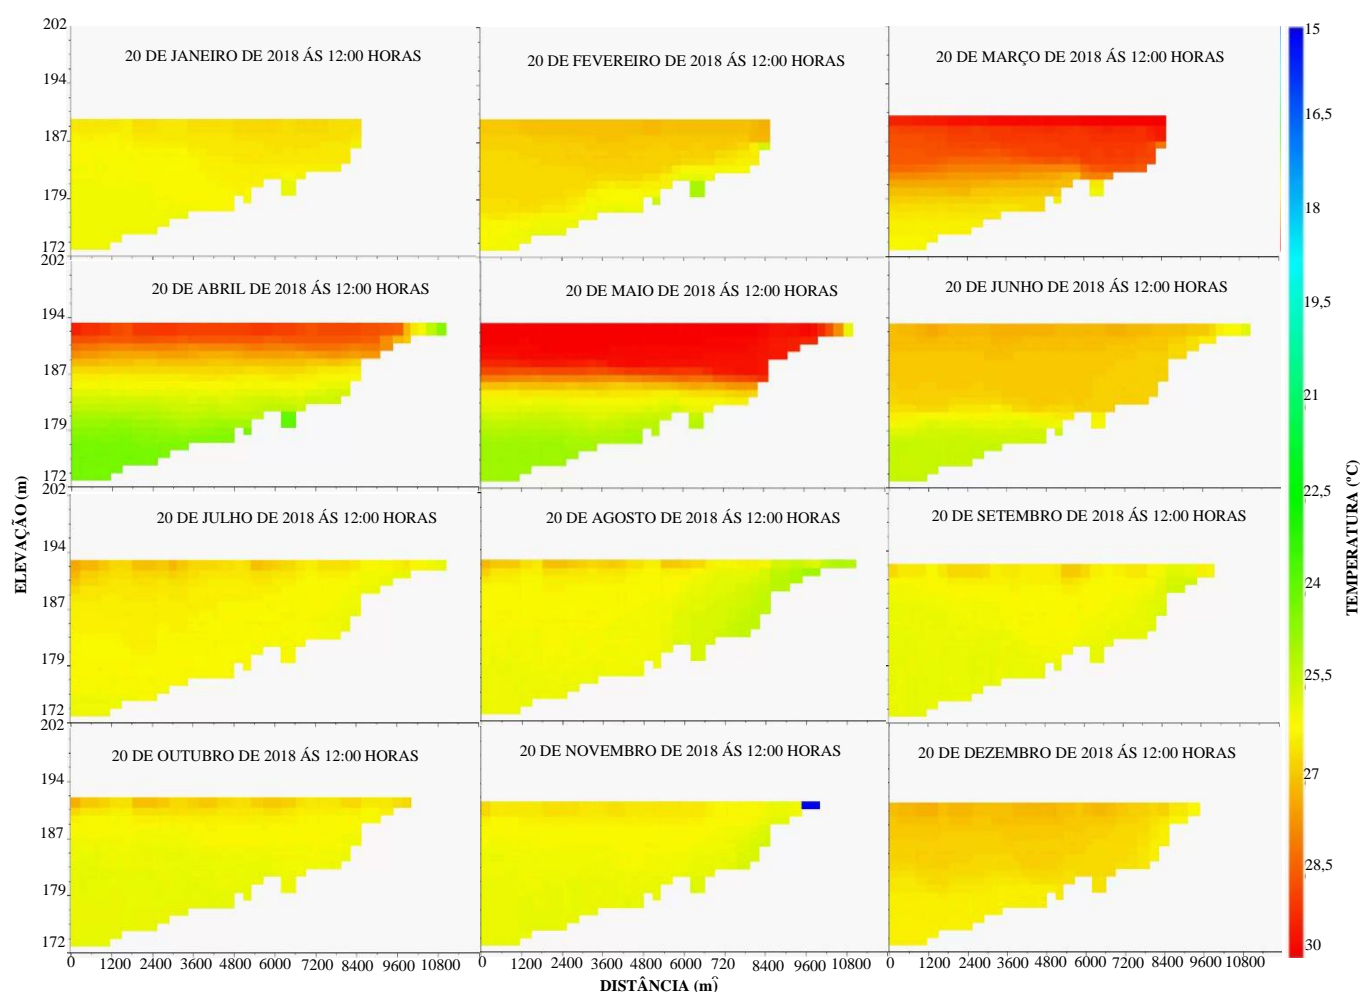 202
20 DE JANEIRO DE 2018 ÁS 12:00 HORAS
20 DE FEVEREIRO DE 2018 ÁS 12:00 HORAS
20 DE MARÇO DE 2018 ÁS 12:00 HORAS
194
187
179
172
202
20 DE ABRIL DE 2018 ÁS 12:00 HORAS
20 DE MAIO DE 2018 ÁS 12:00 HORAS
20 DE JUNHO DE 2018 ÁS 12:00 HORAS
194
187
179
172
202
20 DE JULHO DE 2018 ÁS 12:00 HORAS
20 DE AGOSTO DE 2018 ÁS 12:00 HORAS
20 DE SETEMBRO DE 2018 ÁS 12:00 HORAS
194
187
179
172
202
20 DE OUTUBRO DE 2018 ÁS 12:00 HORAS
20 DE NOVEMBRO DE 2018 ÁS 12:00 HORAS
20 DE DEZEMBRO DE 2018 ÁS 12:00 HORAS
194
187
179
172
0 1200 2400 3600 4800 6000 7200 8400 9600 10800
0 1200 2400 3600 4800 6000 720 8400 9600 10800
0 1200 2400 3600 4800 6000 7200 8400 9600 10800
DISTÂNCIA (m)
ELEVAÇÃO (m)
15
16,5
18
19,5
21
22,5
24
25,5
27
28,5
30
TEMPERATURA (ºC)